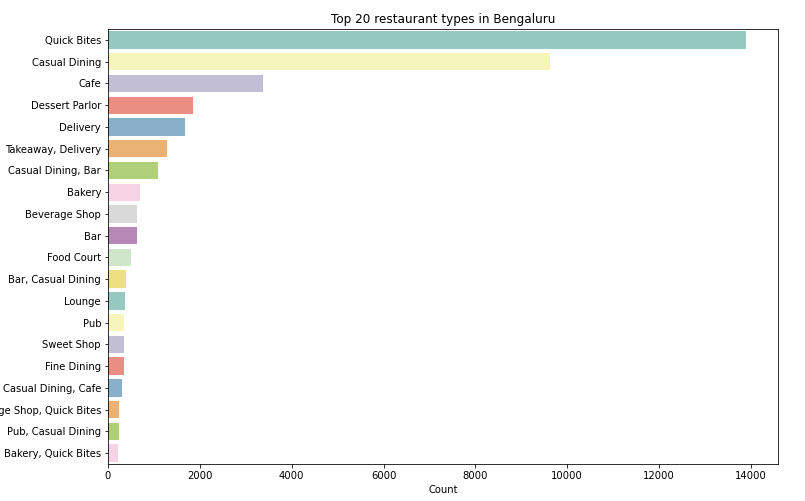 Top 20 restaurant types in Bengaluru
Quick Bites
Casual Dining
Cafe
Dessert Parlor
Delivery
Takeaway, Delivery
Casual Dining, Bar
Bakery
Beverage Shop
Bar
Food Court
Bar, Casual Dining
Lounge
Pub
Sweet Shop
Fine Dining
Casual Dining, Cafe
Shop, Quick Bites
Pub, Casual Dining
Bakery, Quick Bites
0 2000 4000 6000 8000 10000 12000 14000
Count